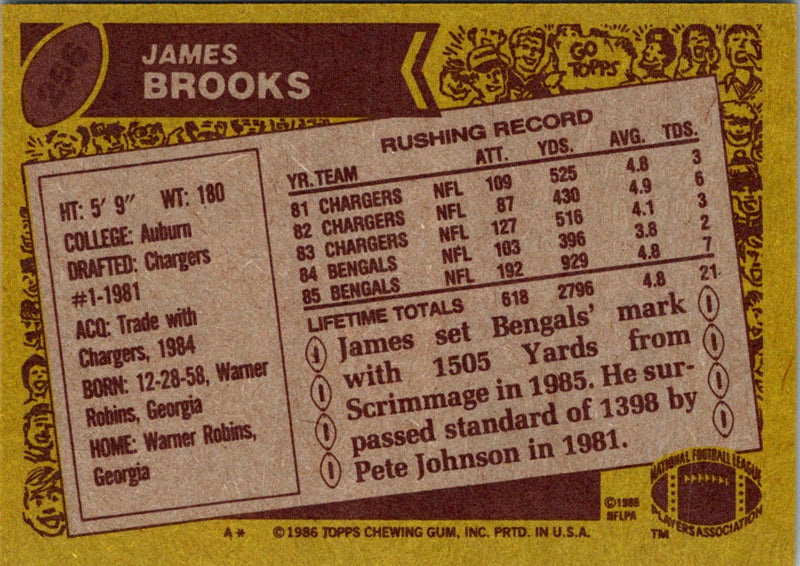 256
JAMES
BROOKS
GO
TOPPS
HT: 5' 9" WT: 180
COLLEGE: Auburn
DRAFTED: Chargers
#1-1981
ACQ: Trade with
Chargers, 1984
BORN: 12-28-58, Warner
Robins, Georgia
HOME: Warner Robins,
Georgia
RUSHING RECORD
YR. TEAM ATT. YDS. AVG. TDS.
81 CHARGERS NFL 109 525 4.8 3
82 CHARGERS NFL 87 430 4.9 6
83 CHARGERS NFL 127 516 4.1 3
84 BENGALS NFL 103 396 3.8 2
85 BENGALS NFL 192 929 4.8 7
LIFETIME TOTALS 618 2796 4.8 21
James set Bengals' mark
with 1505 Yards from
Scrimmage in 1985. He sur-
passed standard of 1398 by
Pete Johnson in 1981.
©1986
NFLPA
NATIONAL FOOTBALL LEAGUE
PLAYERS ASSOCIATION
TM
A* ©1986 TOPPS CHEWING GUM, INC. PRTD. IN U.S.A.